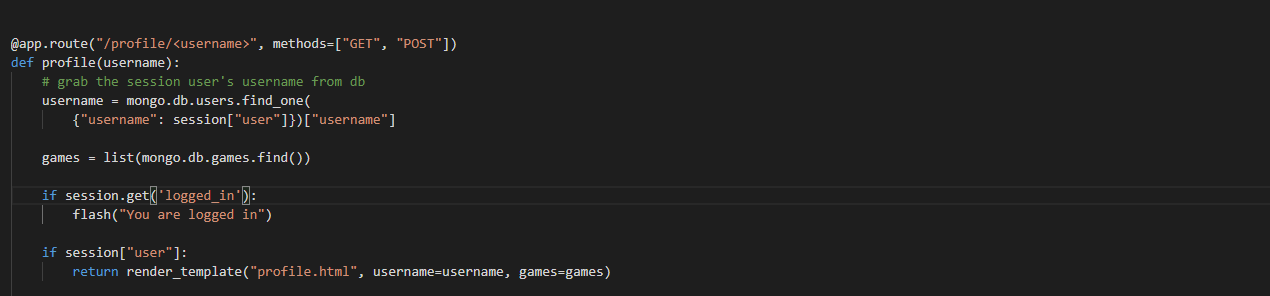 @app.route("/profile/<username>", methods=["GET", "POST"])
def profile(username):
    # grab the session user's username from db
    username = mongo.db.users.find_one(
        {"username": session["user"]})["username"]
    games = list(mongo.db.games.find())
    if session.get('logged_in'):
        flash("You are logged in")
    if session["user"]:
        return render_template("profile.html", username=username, games=games)